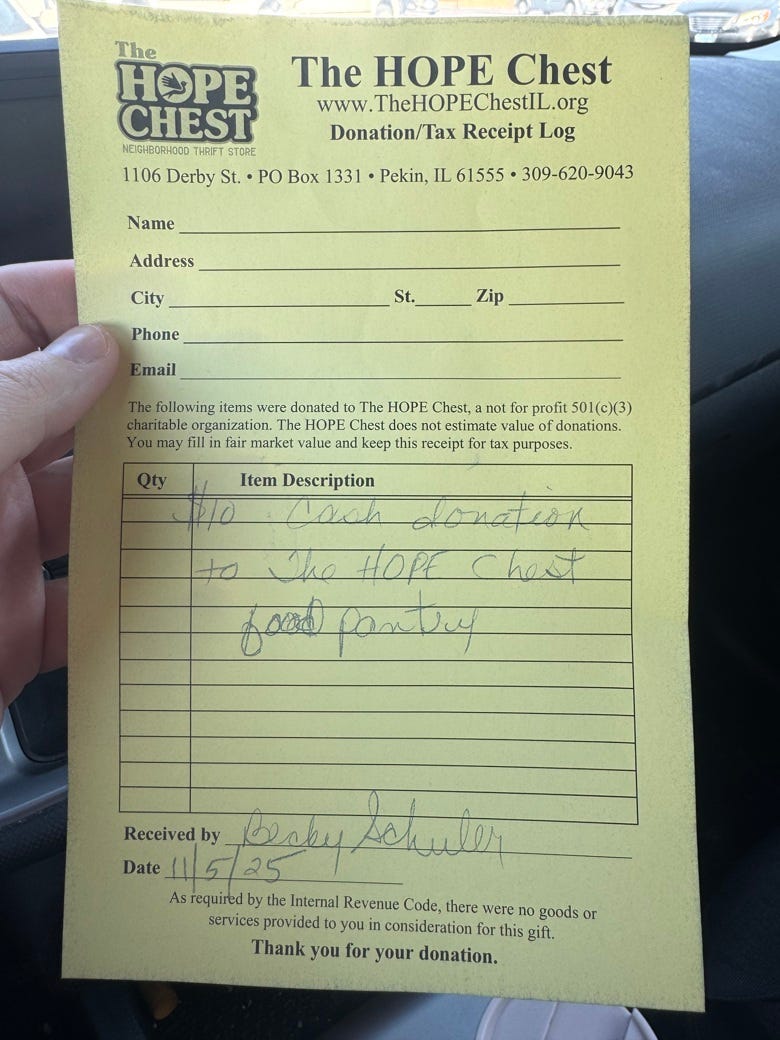 The
HOPE
CHEST
NEIGHBORHOOD THRIFT STORE
The HOPE Chest
www.TheHOPEChestIL.org
Donation/Tax Receipt Log
1106 Derby St. • PO Box 1331 • Pekin, IL 61555 • 309-620-9043
Name
Address
City St. Zip
Phone
Email
The following items were donated to The HOPE Chest, a not for profit 501(c)(3)
charitable organization. The HOPE Chest does not estimate value of donations.
You may fill in fair market value and keep this receipt for tax purposes.
Qty Item Description
$10 Cash donation
to The HOPE Chest
food pantry
Received by Becky Schuler
Date 11/5/25
As required by the Internal Revenue Code, there were no goods or
services provided to you in consideration for this gift.
Thank you for your donation.